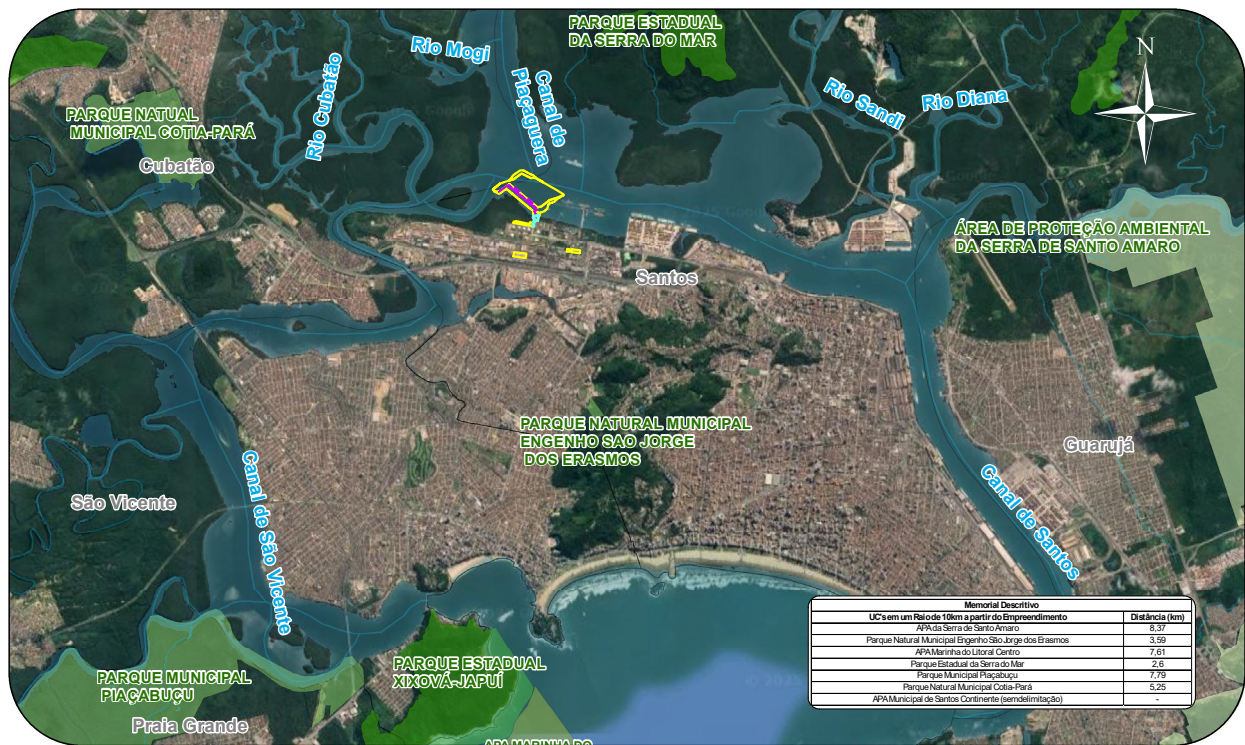 PARQUE ESTADUAL
DA SERRA DO MAR
Rio Mogi
Canal de
Piaçaguera
Rio Cubatão
Rio Sandi
Rio Diana
N
PARQUE NATUAL
MUNICIPAL COTIA-PARÁ
Cubatão
ÁREA DE PROTEÇÃO AMBIENTAL
DA SERRA DE SANTO AMARO
Santos
PARQUE NATURAL MUNICIPAL
ENGENHO SAO JORGE
DOS ERASMOS
Guarujá
São Vicente
Canal de São Vicente
Canal de Santos
PARQUE MUNICIPAL
PIAÇABUÇU
PARQUE ESTADUAL
XIXOVÁ-JAPUÍ
Praia Grande
APA MARINHA DO
Memorial Descritivo
UC's em um Raio de 10km a partir do Empreendimento Distância (km)
APA da Serra de Santo Amaro 8,37
Parque Natural Municipal Engenho São Jorge dos Erasmos 3,59
APA Marinha do Litoral Centro 7,61
Parque Estadual da Serra do Mar 2,6
Parque Municipal Piaçabuçu 7,79
Parque Natural Municipal Cotia-Pará 5,25
APA Municipal de Santos Continente (sem delimitação) -